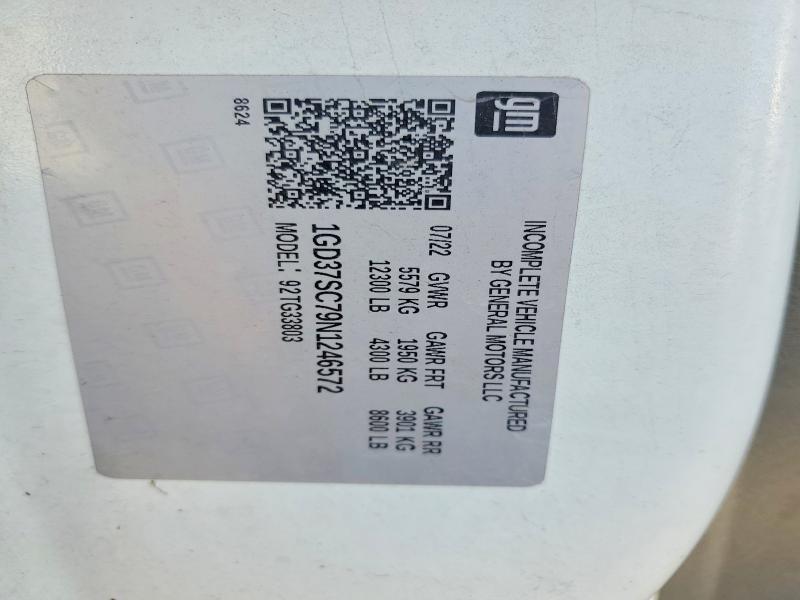 gm
INCOMPLETE VEHICLE MANUFACTURED
BY GENERAL MOTORS LLC
07/22 GVWR GAWR FRT GAWR RR
5579 KG 1950 KG 3901 KG
12300 LB 4300 LB 8600 LB
1GD37SC79N1246572
MODEL: 92TG33803
8624